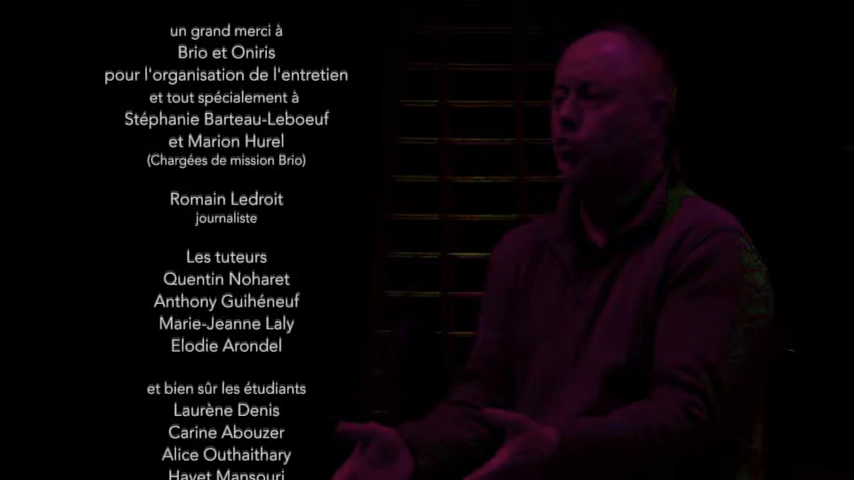 un grand merci à
Brio et Oniris
pour l'organisation de l'entretien
et tout spécialement à
Stéphanie Barteau-Leboeuf
et Marion Hurel
(Chargées de mission Brio)
Romain Ledroit
journaliste
Les tuteurs
Quentin Noharet
Anthony Guihéneuf
Marie-Jeanne Laly
Elodie Arondel
et bien sûr les étudiants
Laurène Denis
Carine Abouzer
Alice Outhaithary
Hayet Mansouri